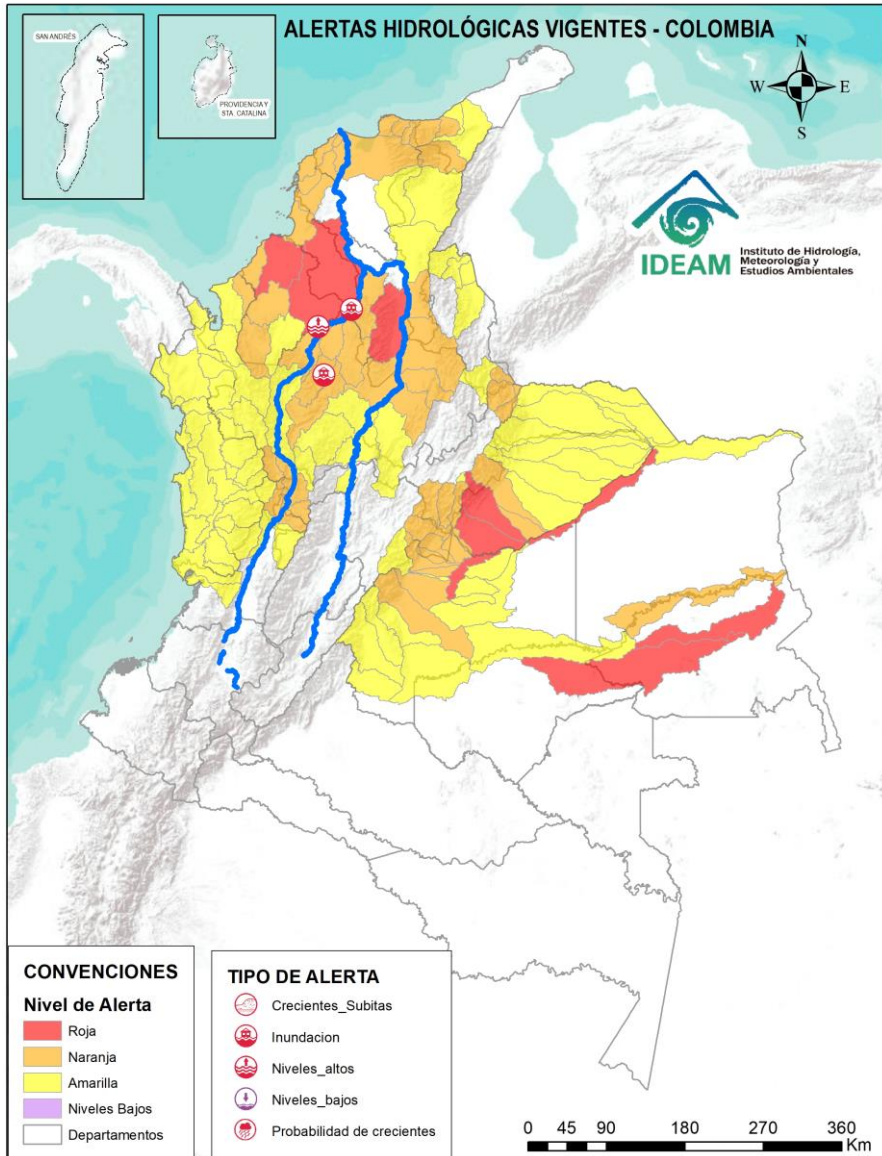 ALERTAS HIDROLÓGICAS VIGENTES - COLOMBIA
SAN ANDRÉS
PROVIDENCIA Y
STA. CATALINA
N
W
E
S
IDEAM
Instituto de Hidrología,
Meteorología y
Estudios Ambientales
CONVENCIONES
Nivel de Alerta
Roja
Naranja
Amarilla
Niveles Bajos
Departamentos
TIPO DE ALERTA
Crecientes_Subitas
Inundacion
Niveles_altos
Niveles_bajos
Probabilidad de crecientes
0 45 90 180 270 360
Km